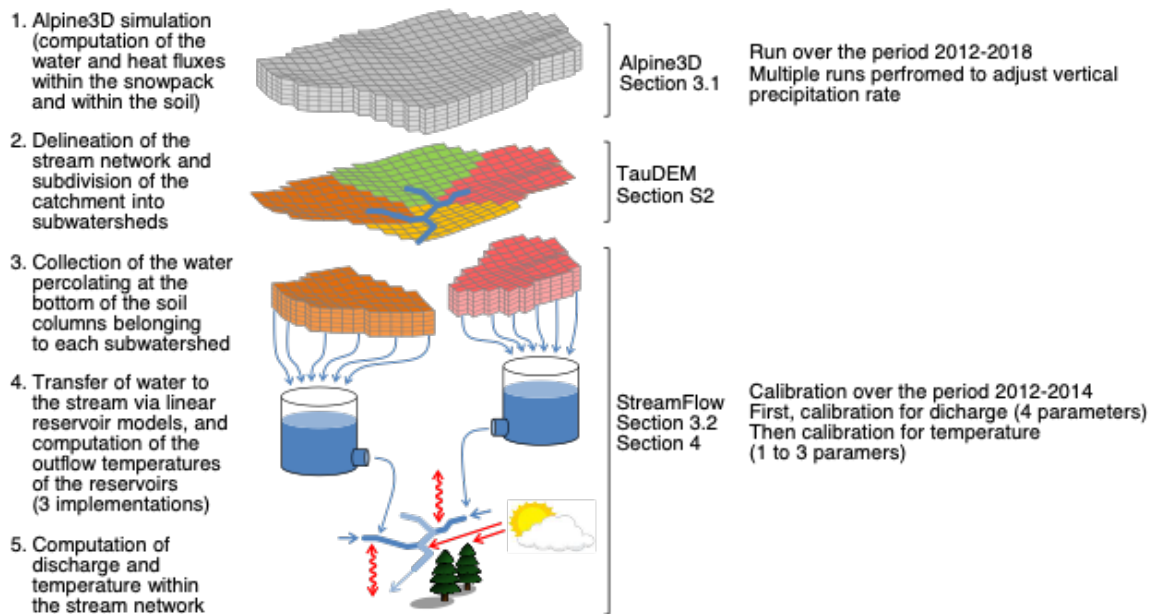 1. Alpine3D simulation
(computation of the
water and heat fluxes
within the snowpack
and within the soil)
Alpine3D
Section 3.1
Run over the period 2012-2018
Multiple runs perfromed to adjust vertical
precipitation rate
2. Delineation of the
stream network and
subdivision of the
catchment into
subwatersheds
TauDEM
Section S2
3. Collection of the water
percolating at the
bottom of the soil
columns belonging
to each subwatershed
4. Transfer of water to
the stream via linear
reservoir models, and
computation of the
outflow temperatures
of the reservoirs
(3 implementations)
StreamFlow
Section 3.2
Section 4
Calibration over the period 2012-2014
First, calibration for dicharge (4 parameters)
Then calibration for temperature
(1 to 3 paramers)
5. Computation of
discharge and
temperature within
the stream network